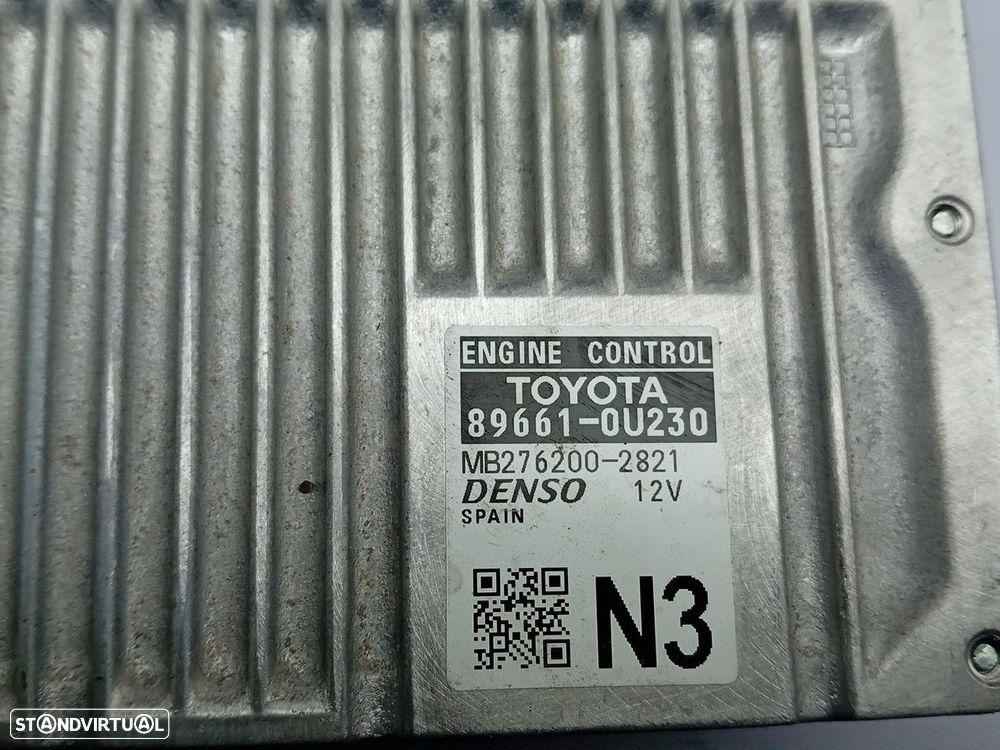 ENGINE CONTROL
TOYOTA
89661-0U230
MB276200-2821
DENSO 12V
SPAIN
N3
STANDVIRTUAL